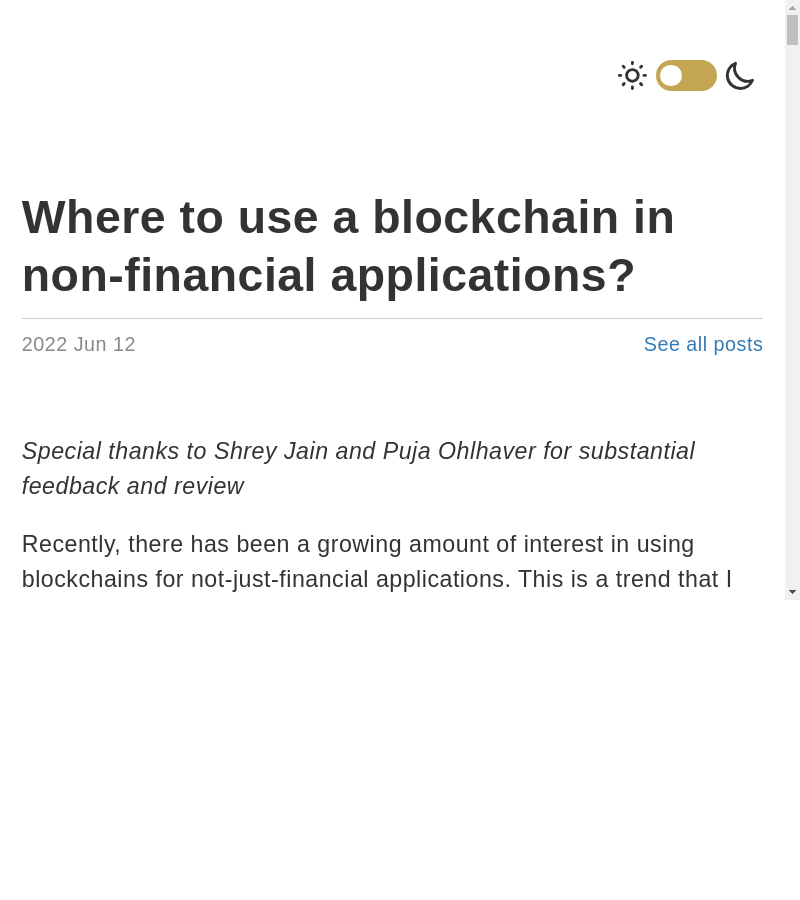 Where to use a blockchain in
non-financial applications?
2022 Jun 12
See all posts
Special thanks to Shrey Jain and Puja Ohlhaver for substantial
feedback and review
Recently, there has been a growing amount of interest in using
blockchains for not-just-financial applications. This is a trend that I